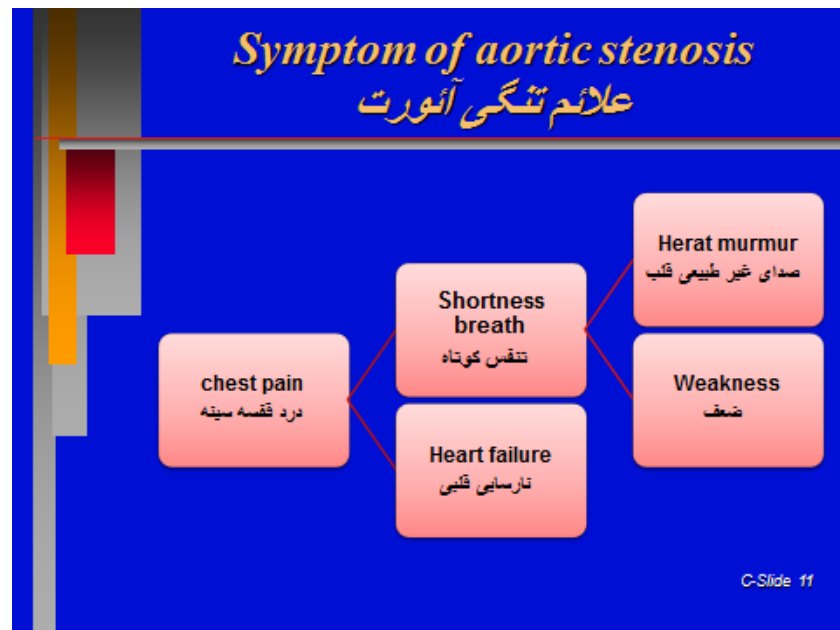 Symptom of aortic stenosis
علائم تنگی آئورت
chest pain
درد قفسه سینه
Shortness
breath
تنفس کوتاه
Heart failure
نارسایی قلبی
Herat murmur
صدای غیر طبیعی قلب
Weakness
ضعف
C-Slide 11